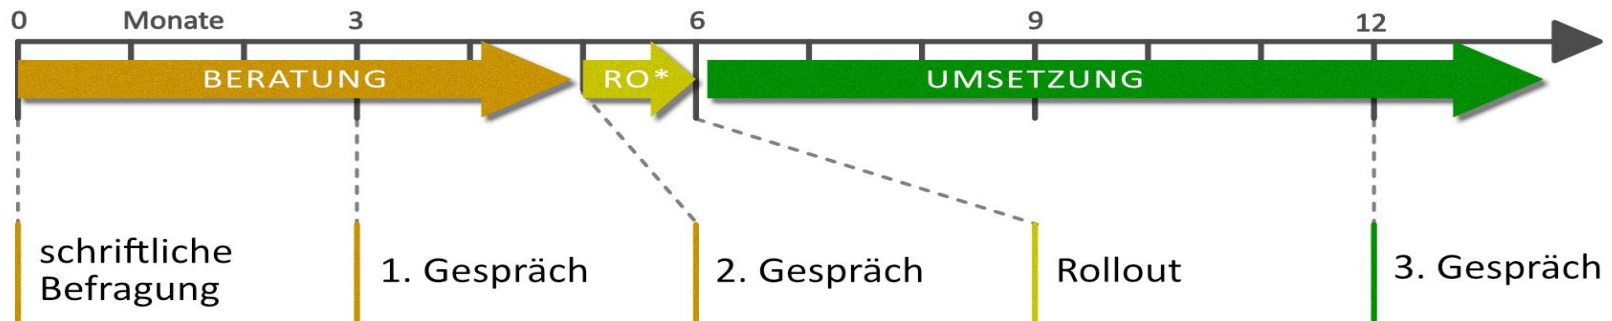 0 Monate 3 6 9 12
BERATUNG RO* UMSETZUNG
schriftliche
Befragung
1. Gespräch
2. Gespräch
Rollout
3. Gespräch